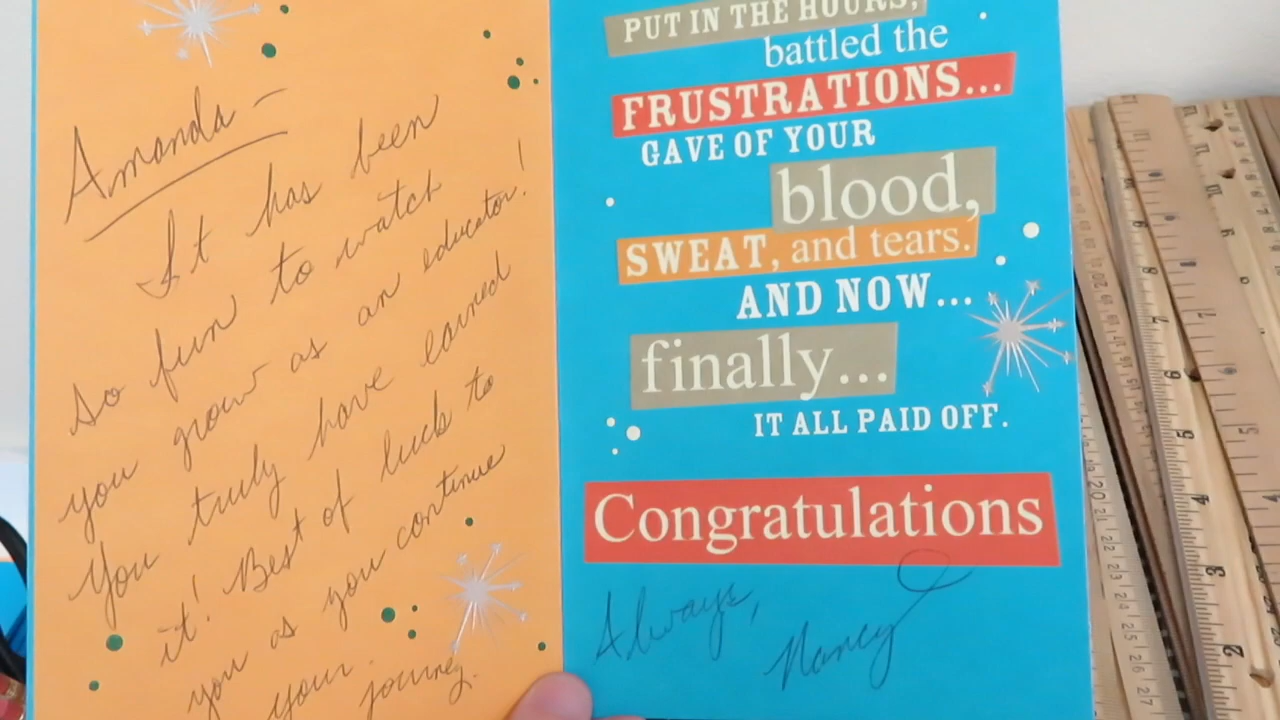 Amanda -
It has been
so fun to watch
you grow as an educator!
You truly have earned
it! Best of luck to
you as you continue
your journey.
PUT IN THE HOURS,
battled the
FRUSTRATIONS...
GAVE OF YOUR
blood,
SWEAT, and tears.
AND NOW...
finally...
IT ALL PAID OFF.
Congratulations
Always,
Nancy